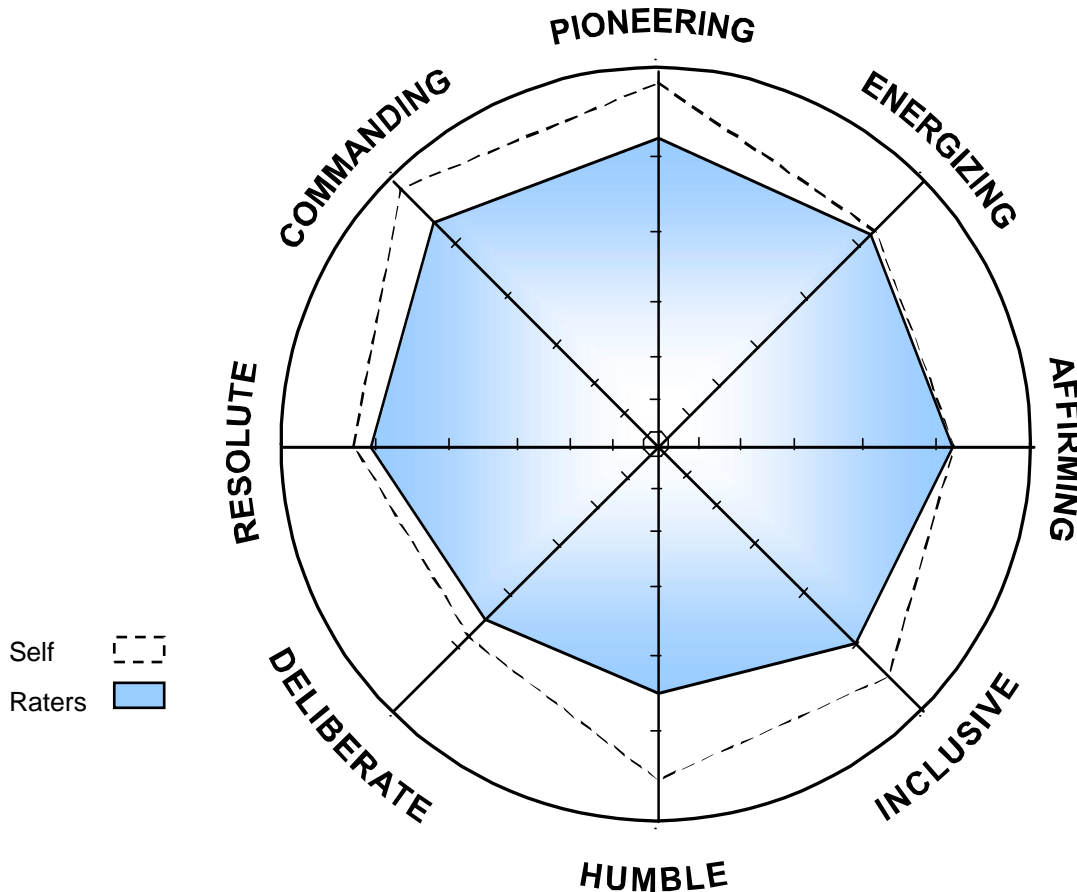 PIONEERING
ENERGIZING
AFFIRMING
INCLUSIVE
HUMBLE
DELIBERATE
RESOLUTE
COMMANDING
Self
Raters